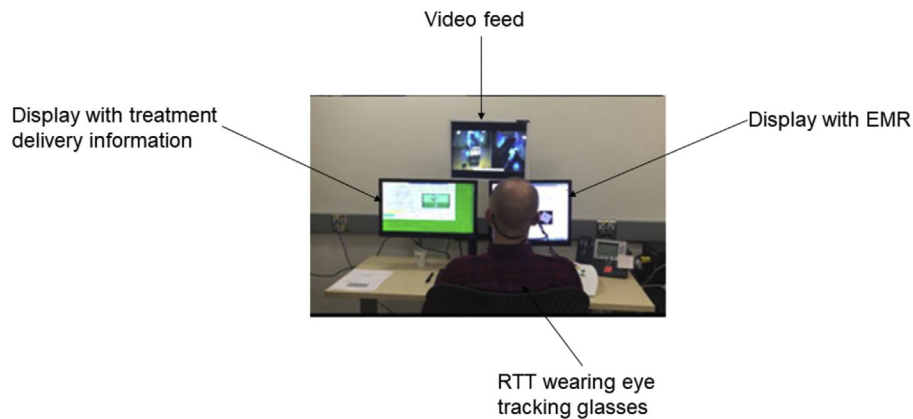 Video feed
Display with treatment
delivery information
Display with EMR
RTT wearing eye
tracking glasses